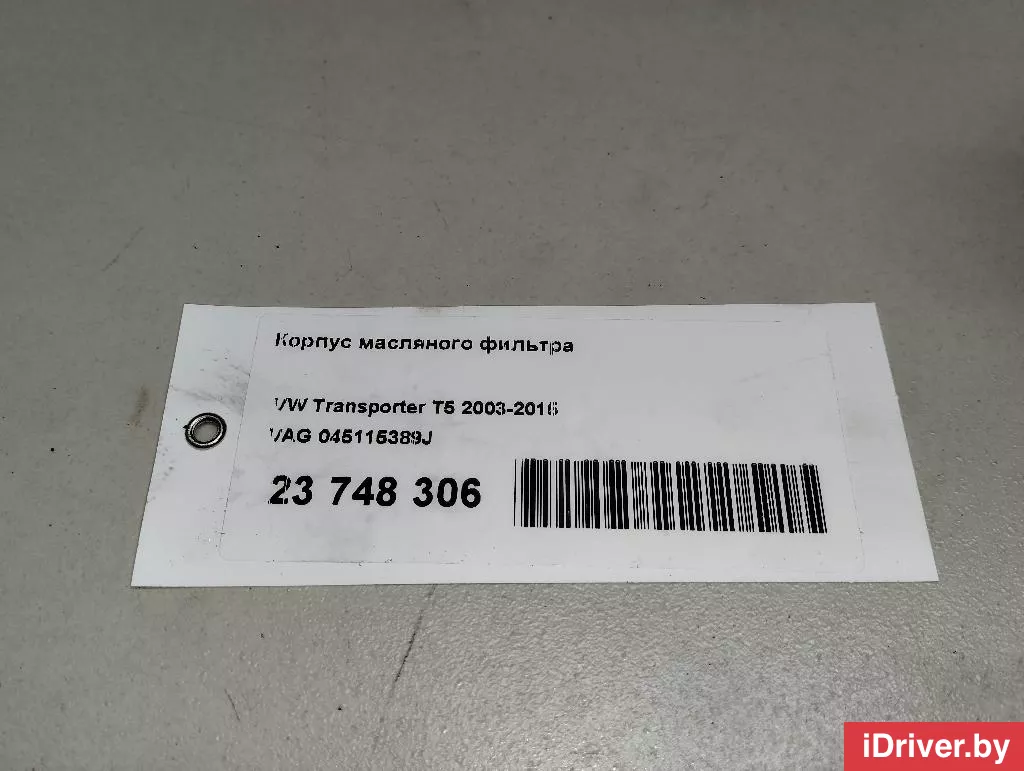 Корпус масляного фильтра
VW Transporter T5 2003-2015
VAG 045115389J
23 748 306
iDriver.by